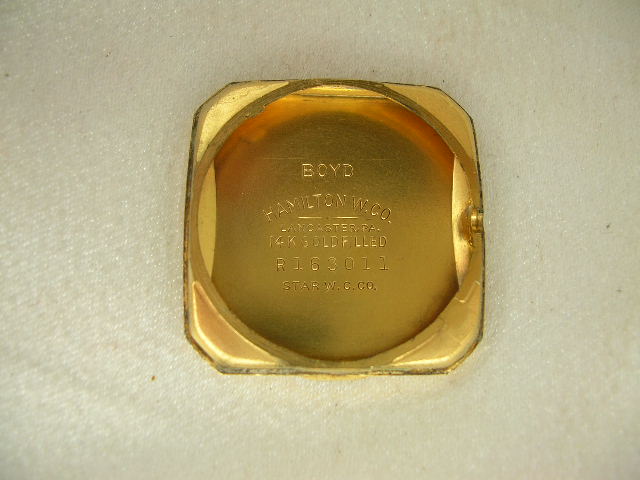 BOYD
HAMILTON W. CO.
LANCASTER, PA.
14K GOLD FILLED
R163011
STAR W. C. CO.